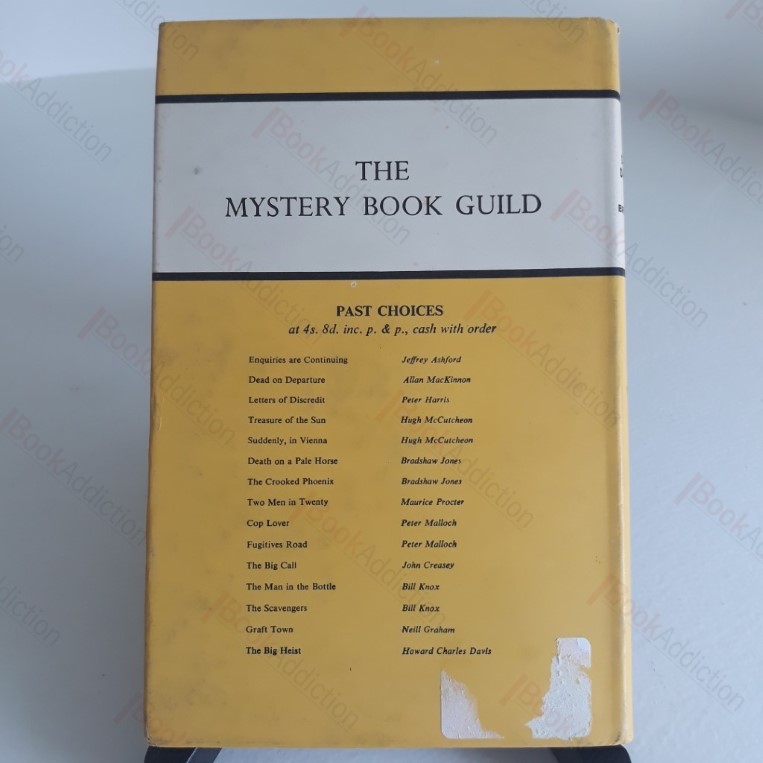 THE
MYSTERY BOOK GUILD
PAST CHOICES
at 4s. 8d. inc. p. & p., cash with order
Enquiries are Continuing Jeffrey Ashford
Dead on Departure Allan MacKinnon
Letters of Discredit Peter Harris
Treasure of the Sun Hugh McCutcheon
Suddenly, in Vienna Hugh McCutcheon
Death on a Pale Horse Bradshaw Jones
The Crooked Phoenix Bradshaw Jones
Two Men in Twenty Maurice Procter
Cop Lover Peter Malloch
Fugitives Road Peter Malloch
The Big Call John Creasey
The Man in the Bottle Bill Knox
The Scavengers Bill Knox
Graft Town Neill Graham
The Big Heist Howard Charles Davis
BookAddiction